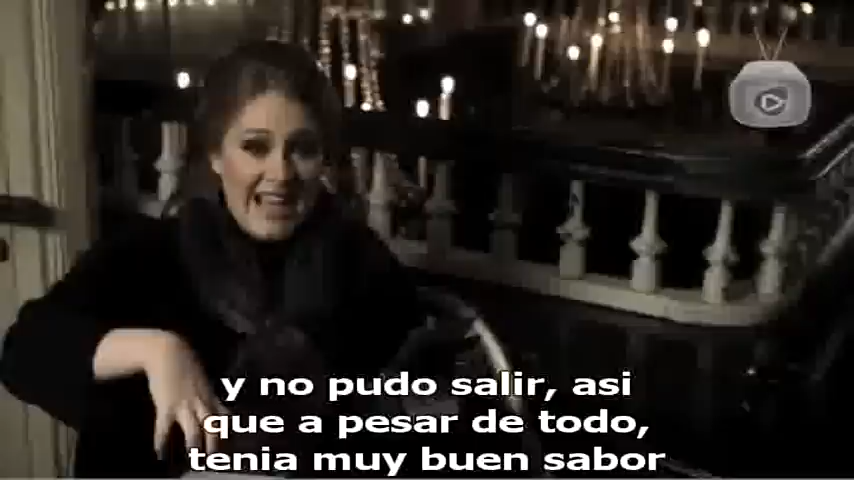 y no pudo salir, asi
que a pesar de todo,
tenia muy buen sabor